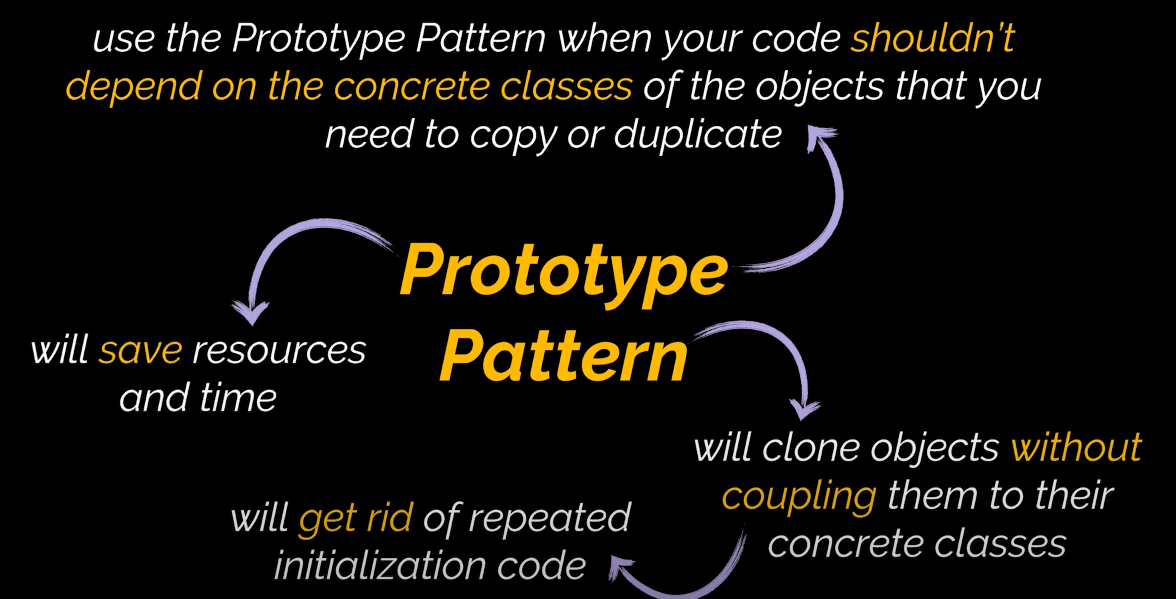 use the Prototype Pattern when your code shouldn't
depend on the concrete classes of the objects that you
need to copy or duplicate
Prototype
Pattern
will save resources
and time
will clone objects without
coupling them to their
concrete classes
will get rid of repeated
initialization code